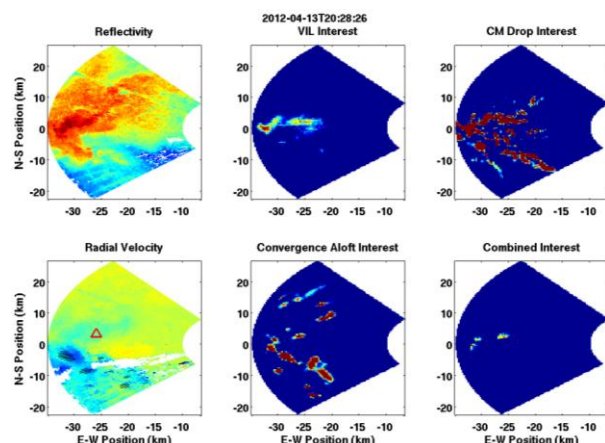 2012-04-13T20:28:26
Reflectivity
VIL Interest
CM Drop Interest
N-S Position (km)
20
10
0
-10
-20
-30 -25 -20 -15 -10
20
10
0
-10
-20
-30 -25 -20 -15 -10
20
10
0
-10
-20
-30 -25 -20 -15 -10
Radial Velocity
Convergence Aloft Interest
Combined Interest
N-S Position (km)
20
10
0
-10
-20
-30 -25 -20 -15 -10
E-W Position (km)
20
10
0
-10
-20
-30 -25 -20 -15 -10
E-W Position (km)
20
10
0
-10
-20
-30 -25 -20 -15 -10
E-W Position (km)